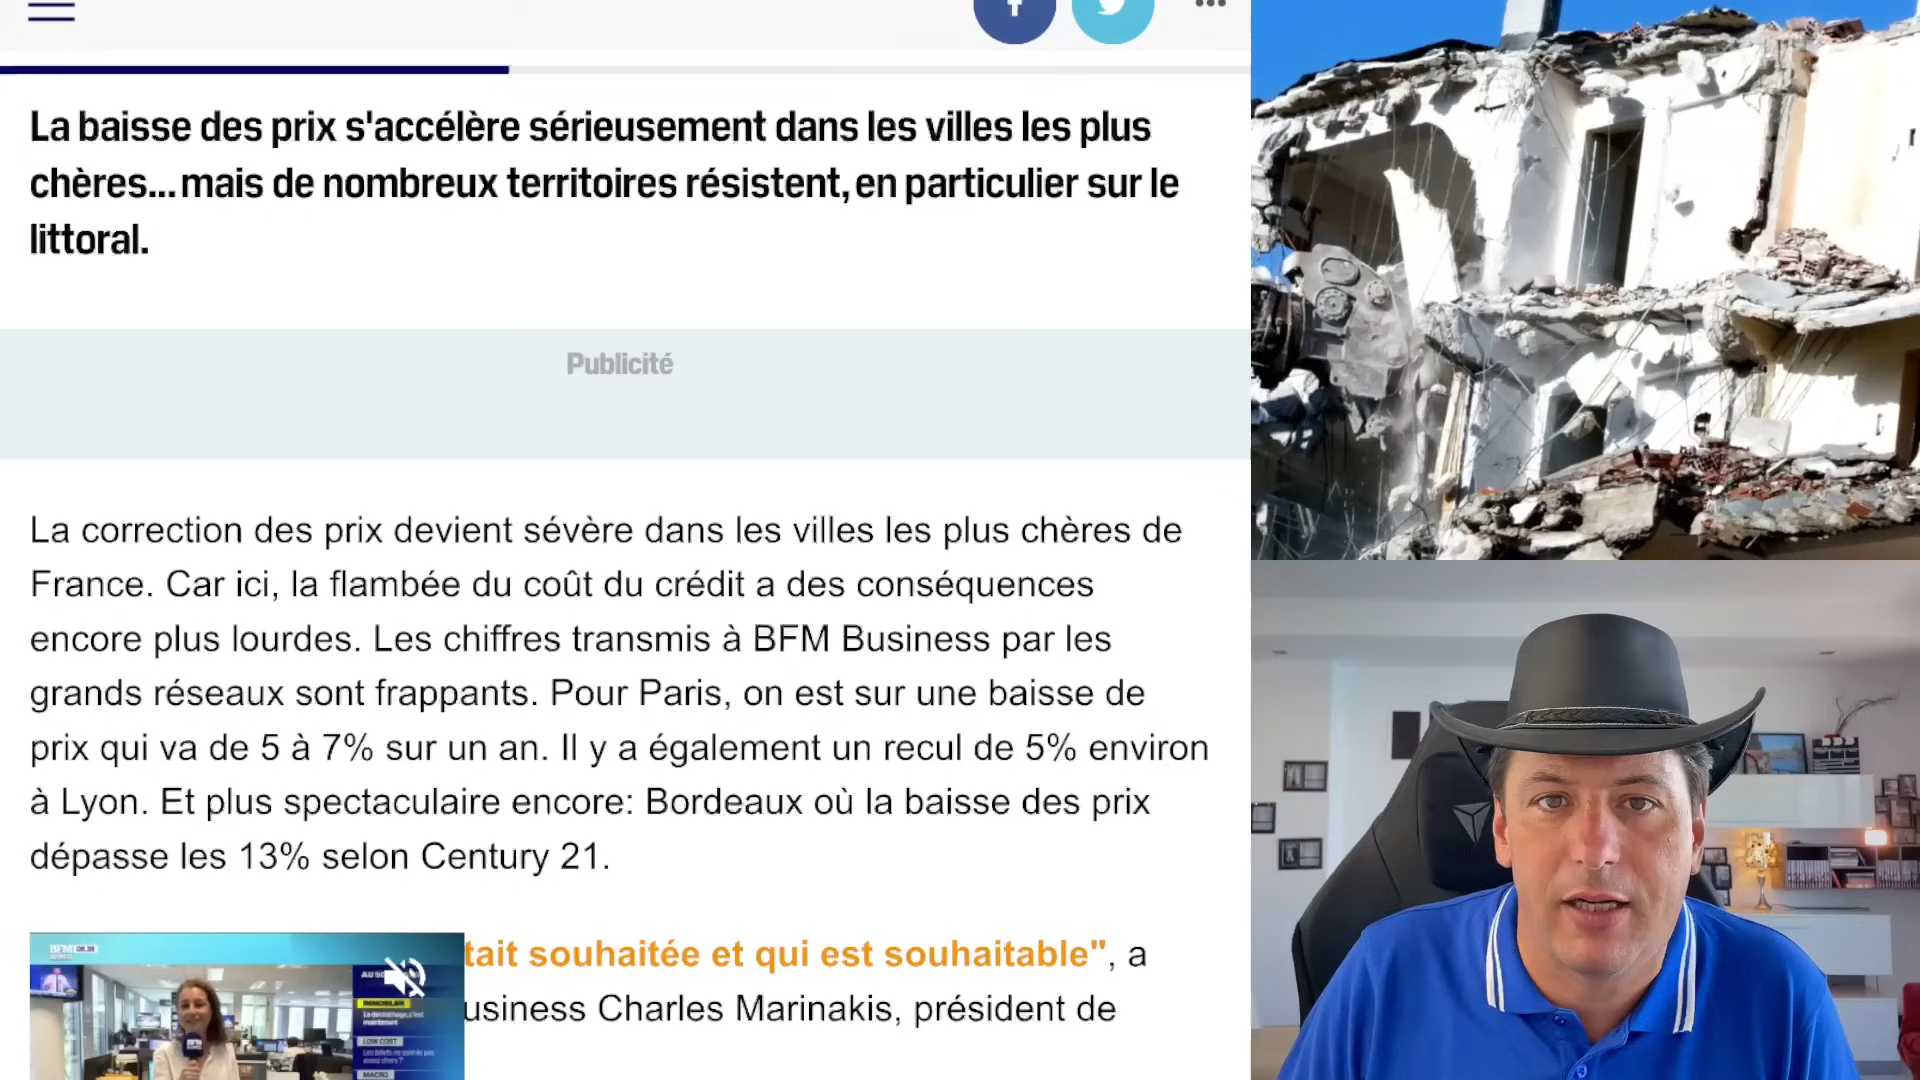 La baisse des prix s'accélère sérieusement dans les villes les plus
chères... mais de nombreux territoires résistent, en particulier sur le
littoral.
Publicité
La correction des prix devient sévère dans les villes les plus chères de
France. Car ici, la flambée du coût du crédit a des conséquences
encore plus lourdes. Les chiffres transmis à BFM Business par les
grands réseaux sont frappants. Pour Paris, on est sur une baisse de
prix qui va de 5 à 7% sur un an. Il y a également un recul de 5% environ
à Lyon. Et plus spectaculaire encore: Bordeaux où la baisse des prix
dépasse les 13% selon Century 21.
tait souhaitée et qui est souhaitable", a
usiness Charles Marinakis, président de
BFM
IMMOBILIER
LOW COST
MACRO